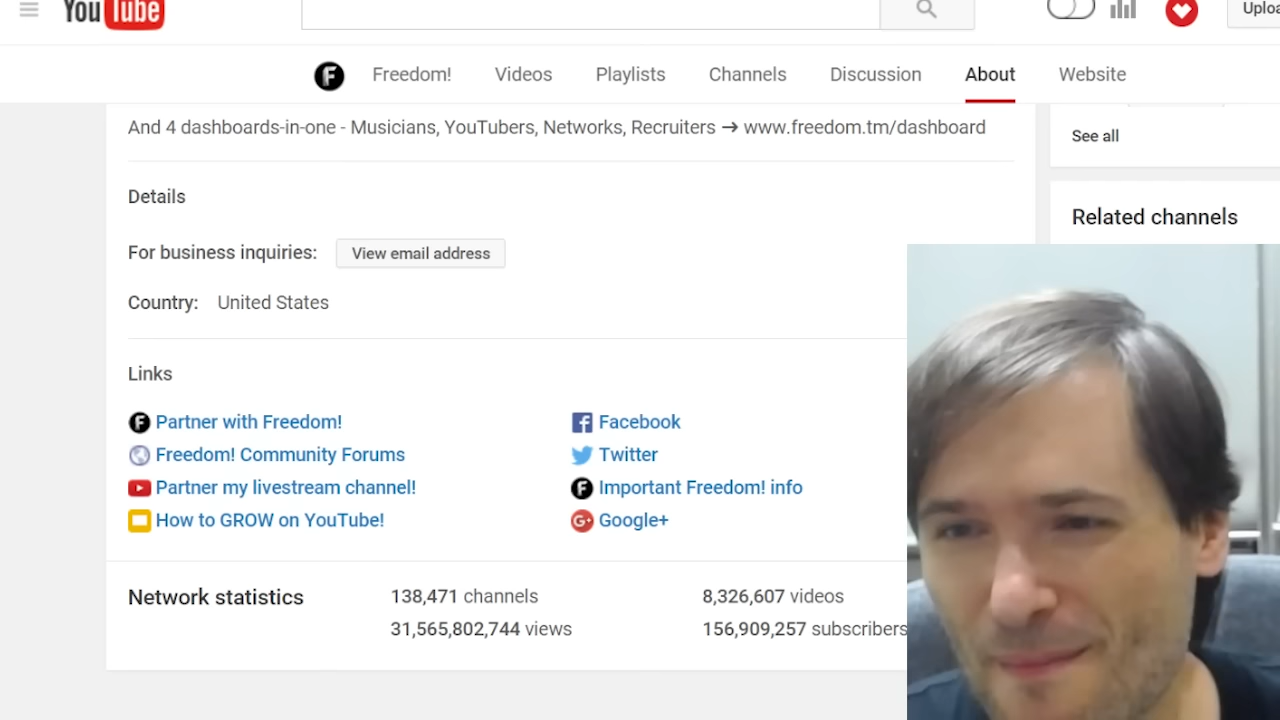 YouTube
Uploa
Freedom! Videos Playlists Channels Discussion About Website
And 4 dashboards-in-one - Musicians, YouTubers, Networks, Recruiters → www.freedom.tm/dashboard
See all
Details
Related channels
For business inquiries: View email address
Country: United States
Links
Partner with Freedom! Facebook
Freedom! Community Forums Twitter
Partner my livestream channel! Important Freedom! info
How to GROW on YouTube! Google+
Network statistics 138,471 channels 8,326,607 videos
31,565,802,744 views 156,909,257 subscribers